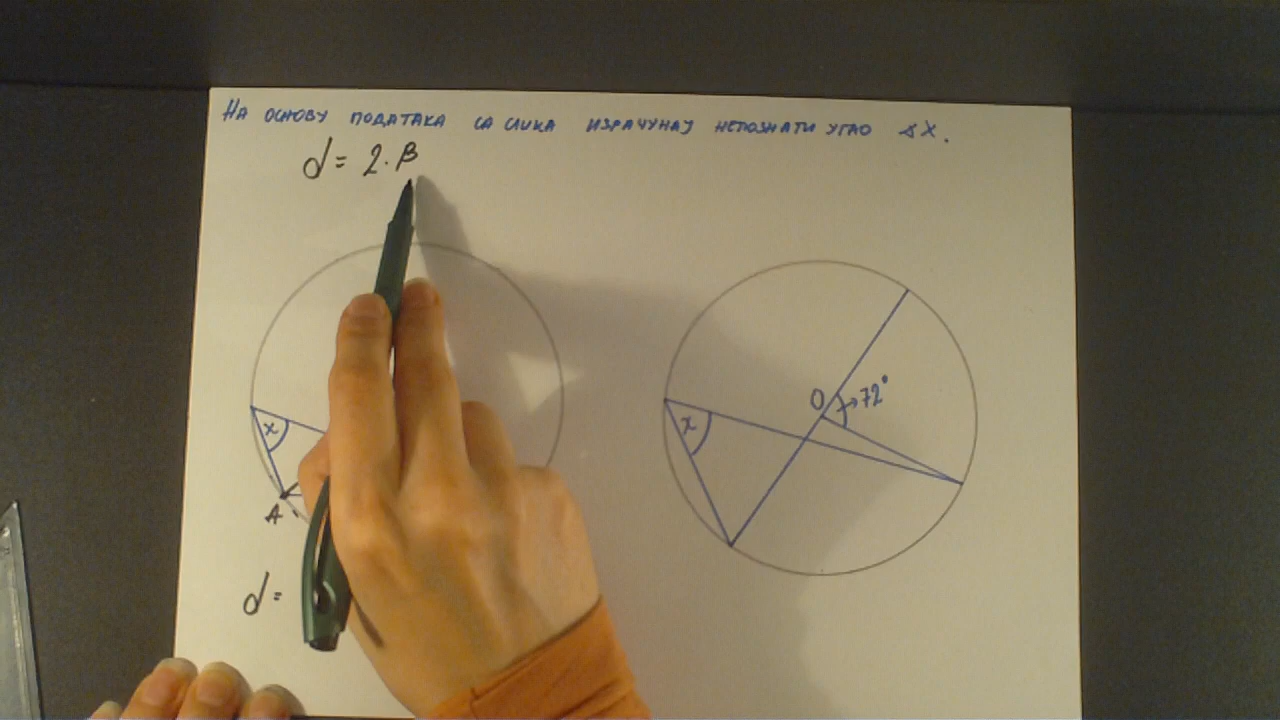 НА ОСНОВУ ПОДАТАКА СА СЛИКА ИЗРАЧУНАЈ НЕПОЗНАТИ УГАО ∢X.
α = 2·β
x
A
α =
x
O
72°